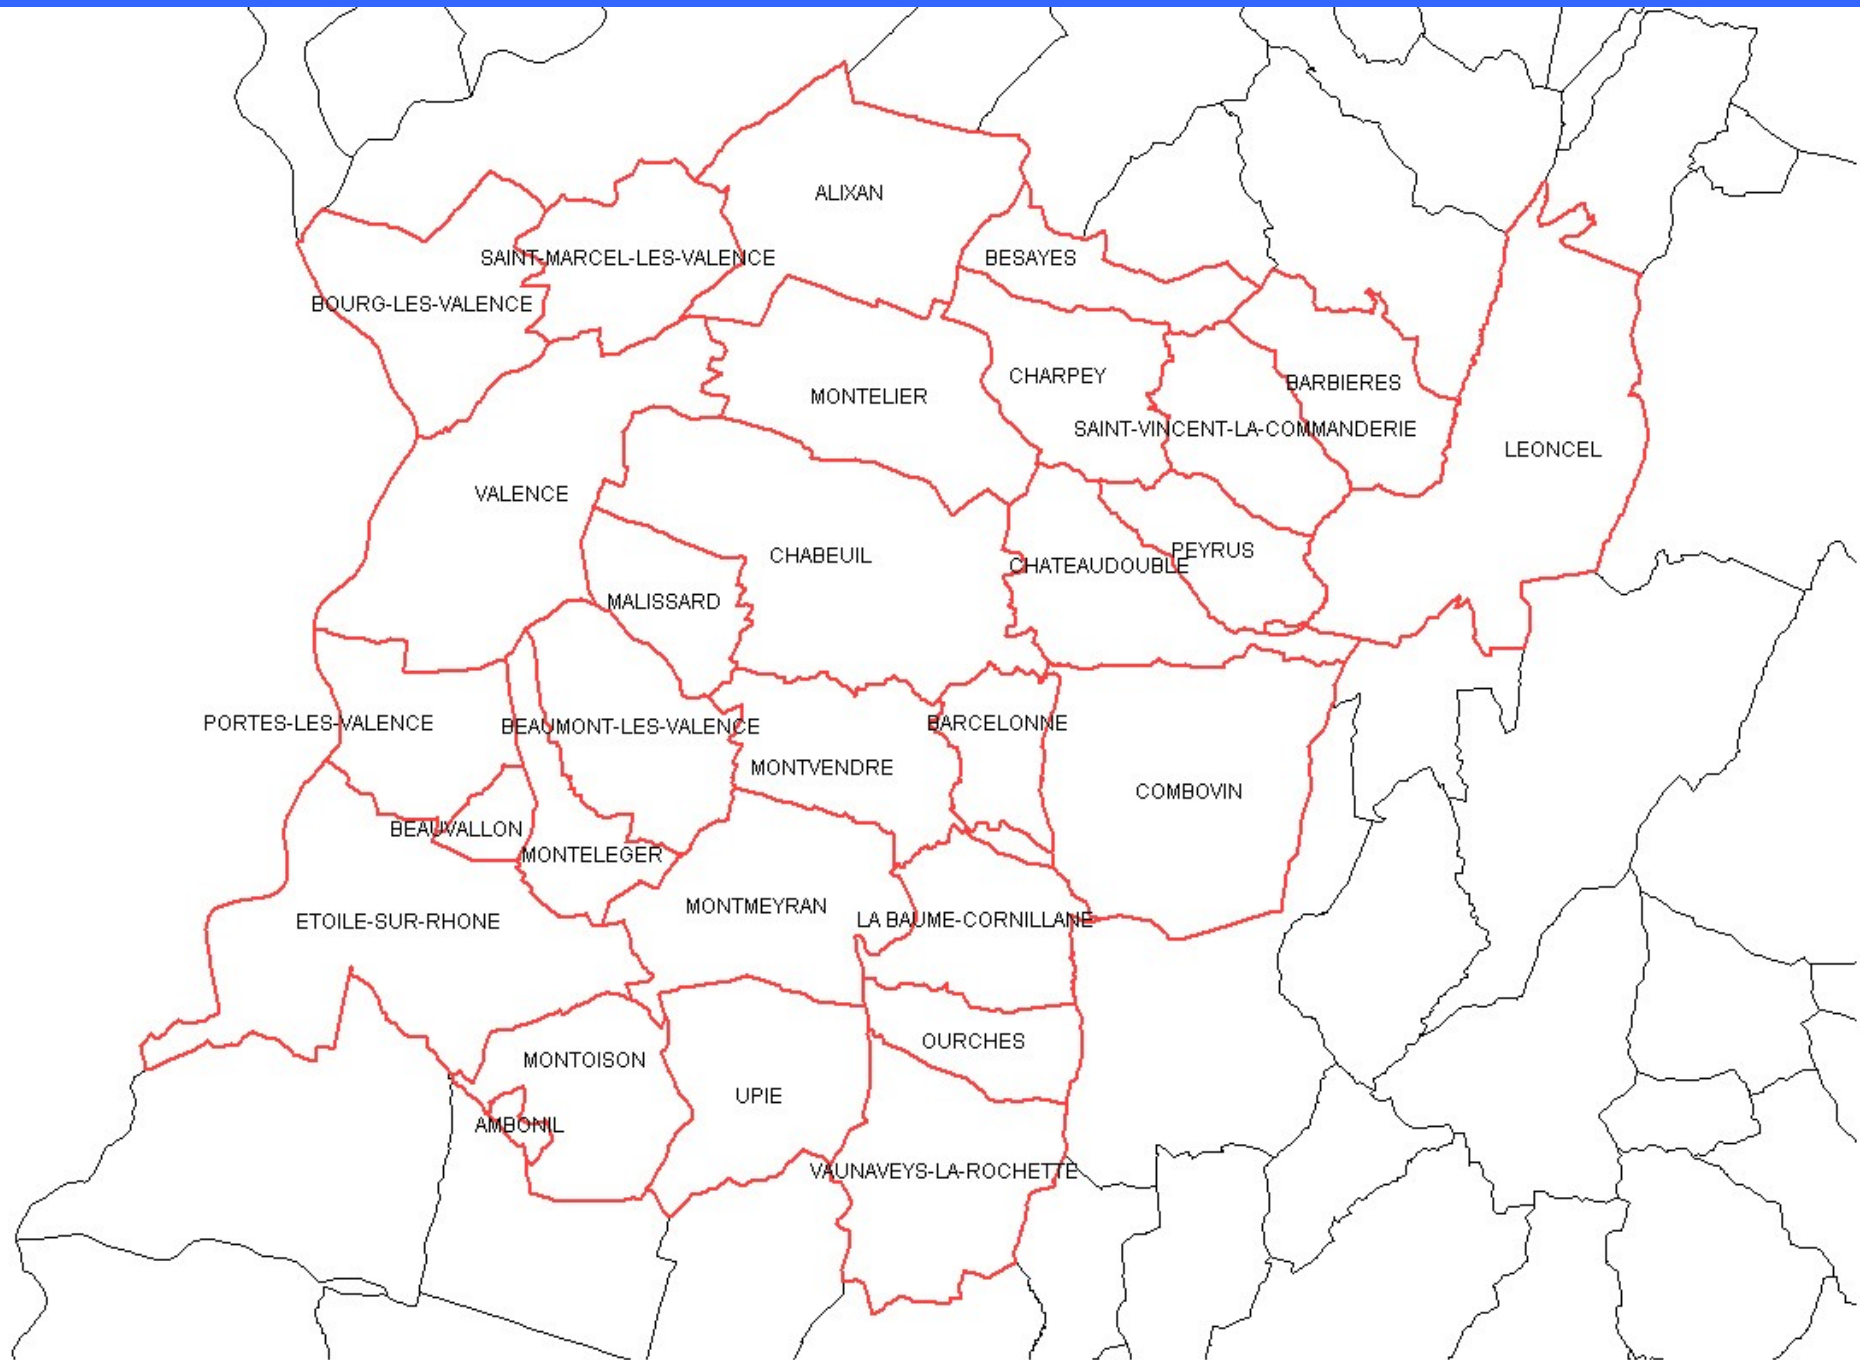 ALIXAN
SAINT-MARCEL-LES-VALENCE
BESAYES
BOURG-LES-VALENCE
CHARPEY
BARBIERES
MONTELIER
SAINT-VINCENT-LA-COMMANDERIE
LEONCEL
VALENCE
CHABEUIL
PEYRUS
CHATEAUDOUBLE
MALISSARD
PORTES-LES-VALENCE
BEAUMONT-LES-VALENCE
BARCELONNE
MONTVENDRE
COMBOVIN
BEAUVALLON
MONTELEGER
MONTMEYRAN
ETOILE-SUR-RHONE
LA BAUME-CORNILLANE
OURCHES
MONTOISON
UPIE
AMBONIL
VAUNAVEYS-LA-ROCHETTE